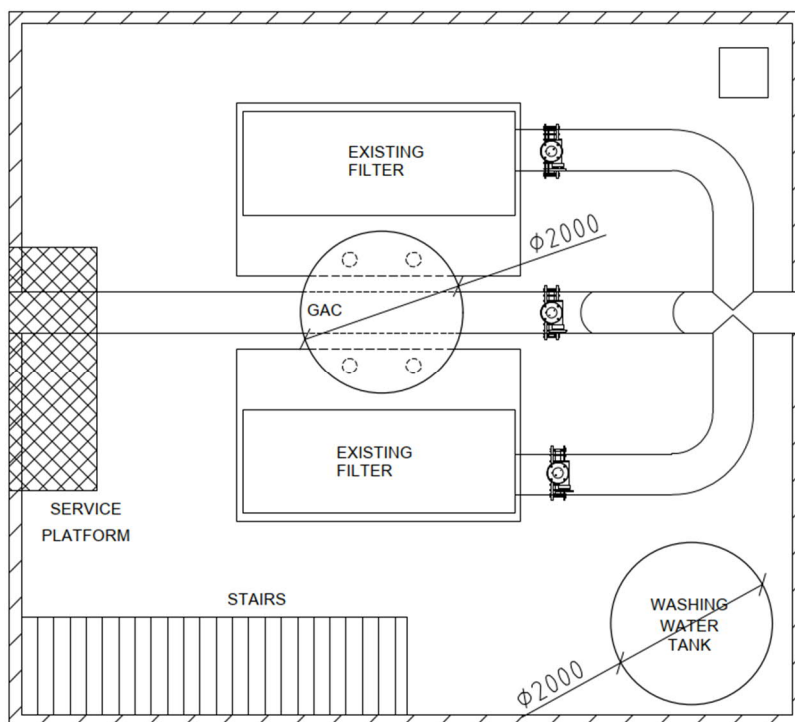 EXISTING
FILTER
ϕ2000
GAC
EXISTING
FILTER
SERVICE
PLATFORM
STAIRS
WASHING
WATER
TANK
ϕ2000